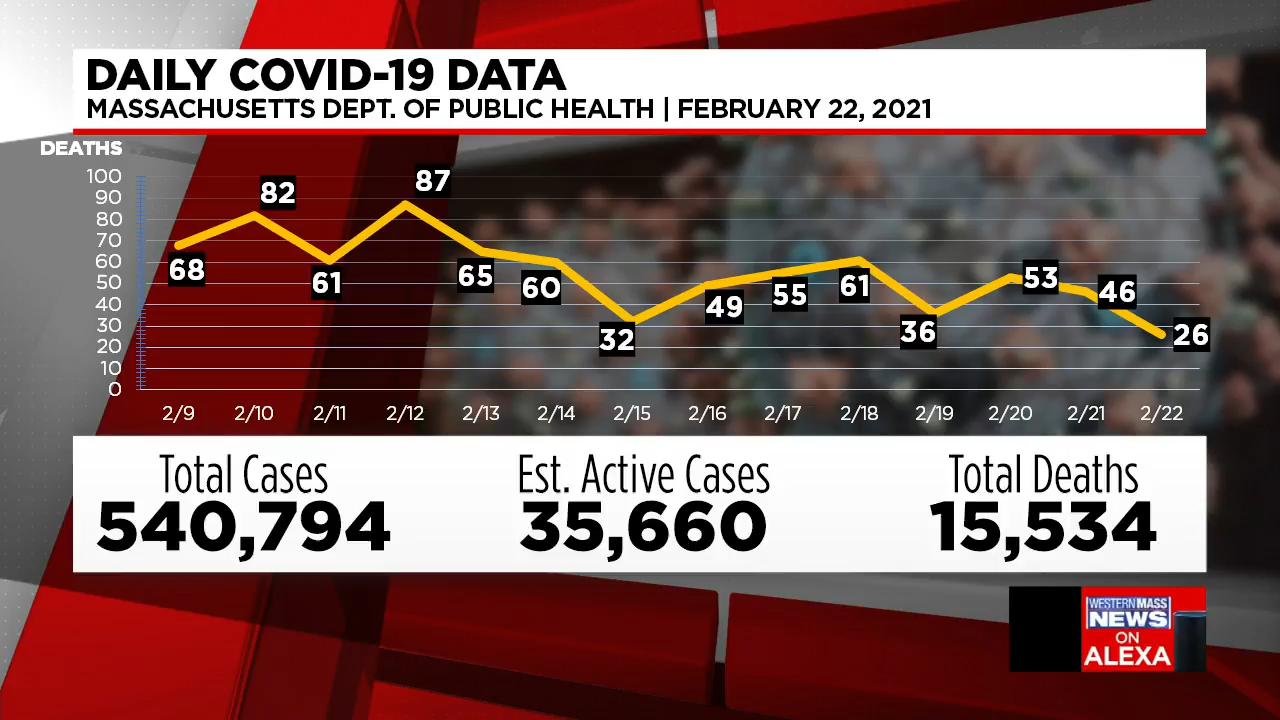 DAILY COVID-19 DATA
MASSACHUSETTS DEPT. OF PUBLIC HEALTH | FEBRUARY 22, 2021
DEATHS
100
90
80
70
60
50
40
30
20
10
0
68
82
61
87
65
60
32
49
55
61
36
53
46
26
2/9 2/10 2/11 2/12 2/13 2/14 2/15 2/16 2/17 2/18 2/19 2/20 2/21 2/22
Total Cases Est. Active Cases Total Deaths
540,794 35,660 15,534
WESTERN MASS
NEWS
ON
ALEXA